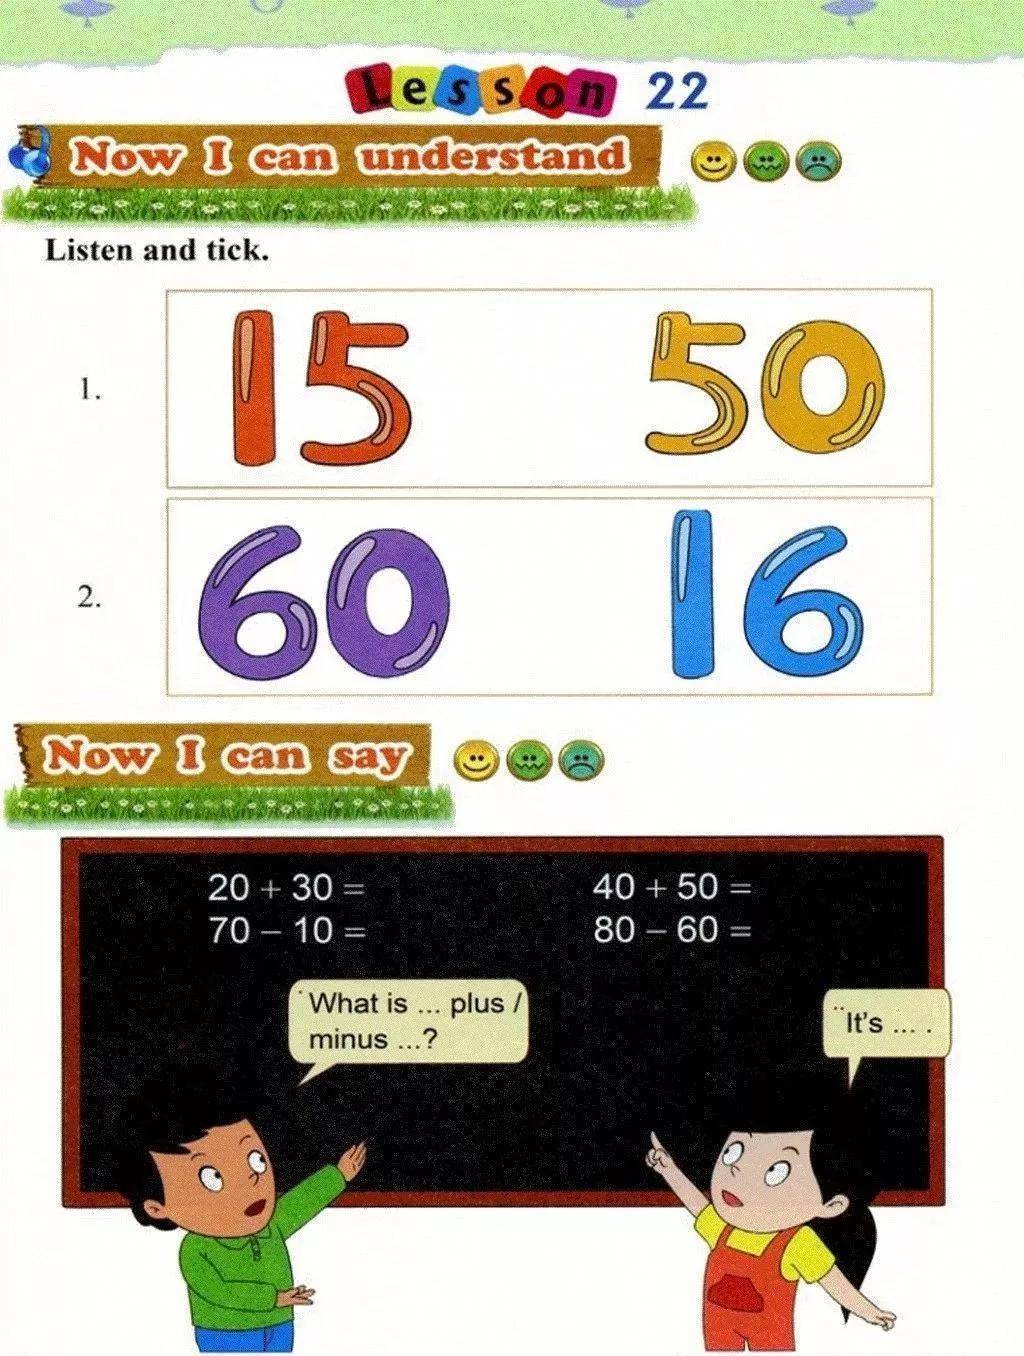 Lesson 22
Now I can understand
Listen and tick.
1.
15 50
2.
60 16
Now I can say
20 + 30 = 40 + 50 =
70 – 10 = 80 – 60 =
What is ... plus /
minus ...?
It's ... .